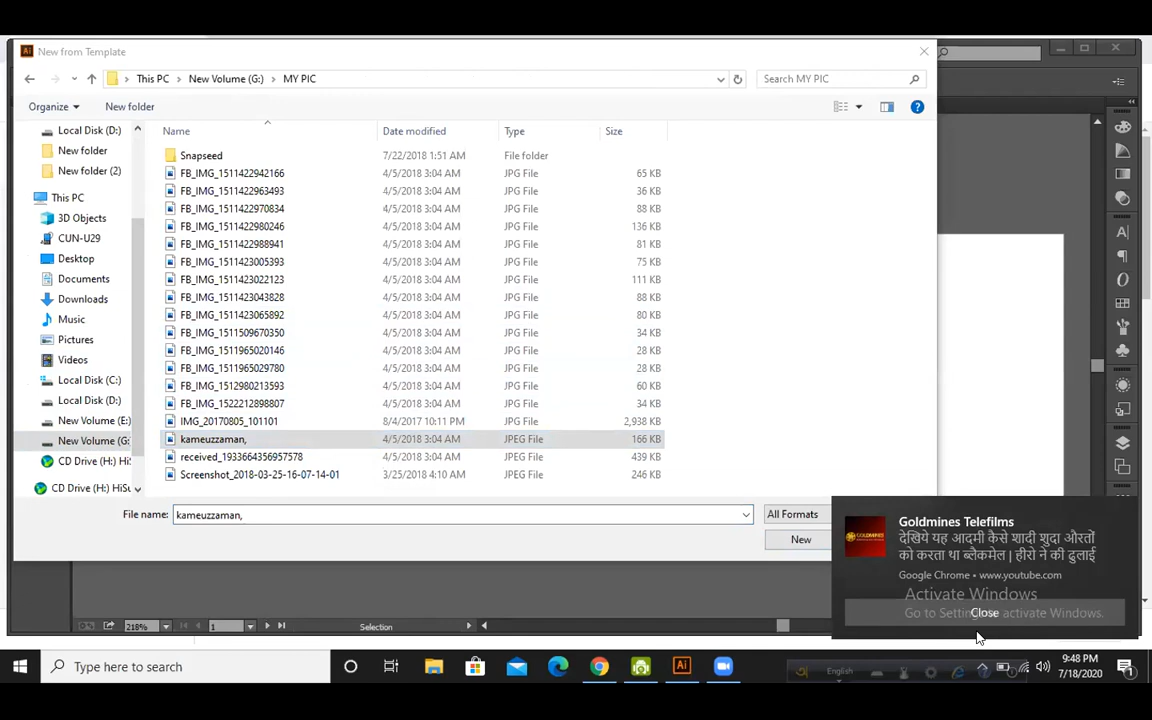 New from Template
This PC > New Volume (G:) > MY PIC
Search MY PIC
Organize
New folder
Local Disk (D:)
New folder
New folder (2)
This PC
3D Objects
CUN-U29
Desktop
Documents
Downloads
Music
Pictures
Videos
Local Disk (C:)
Local Disk (D:)
New Volume (E:)
New Volume (G:
CD Drive (H:) HiS
CD Drive (H:) HiSu
Name Date modified Type Size
Snapseed 7/22/2018 1:51 AM File folder
FB_IMG_1511422942166 4/5/2018 3:04 AM JPG File 65 KB
FB_IMG_1511422963493 4/5/2018 3:04 AM JPG File 36 KB
FB_IMG_1511422970834 4/5/2018 3:04 AM JPG File 88 KB
FB_IMG_1511422980246 4/5/2018 3:04 AM JPG File 136 KB
FB_IMG_1511422988941 4/5/2018 3:04 AM JPG File 81 KB
FB_IMG_1511423005393 4/5/2018 3:04 AM JPG File 75 KB
FB_IMG_1511423022123 4/5/2018 3:04 AM JPG File 111 KB
FB_IMG_1511423043828 4/5/2018 3:04 AM JPG File 88 KB
FB_IMG_1511423065892 4/5/2018 3:04 AM JPG File 80 KB
FB_IMG_1511509670350 4/5/2018 3:04 AM JPG File 34 KB
FB_IMG_1511965020146 4/5/2018 3:04 AM JPG File 28 KB
FB_IMG_1511965029780 4/5/2018 3:04 AM JPG File 28 KB
FB_IMG_1512980213593 4/5/2018 3:04 AM JPG File 60 KB
FB_IMG_1522212898807 4/5/2018 3:04 AM JPG File 34 KB
IMG_20170805_101101 8/4/2017 10:11 PM JPG File 2,938 KB
kameuzzaman, 4/5/2018 3:04 AM JPEG File 166 KB
received_1933664356957578 4/5/2018 3:04 AM JPG File 439 KB
Screenshot_2018-03-25-16-07-14-01 3/25/2018 4:10 AM JPG File 246 KB
File name: kameuzzaman,
All Formats
New
Goldmines Telefilms
देखिये यह आदमी कैसे शादी शुदा औरतों
को करता था ब्लैकमेल | हीरो ने की ढुलाई
Google Chrome • www.youtube.com
Activate Windows
Go to Settin activate Windows.
Close
218% 1 Selection
Type here to search
English
9:48 PM
7/18/2020